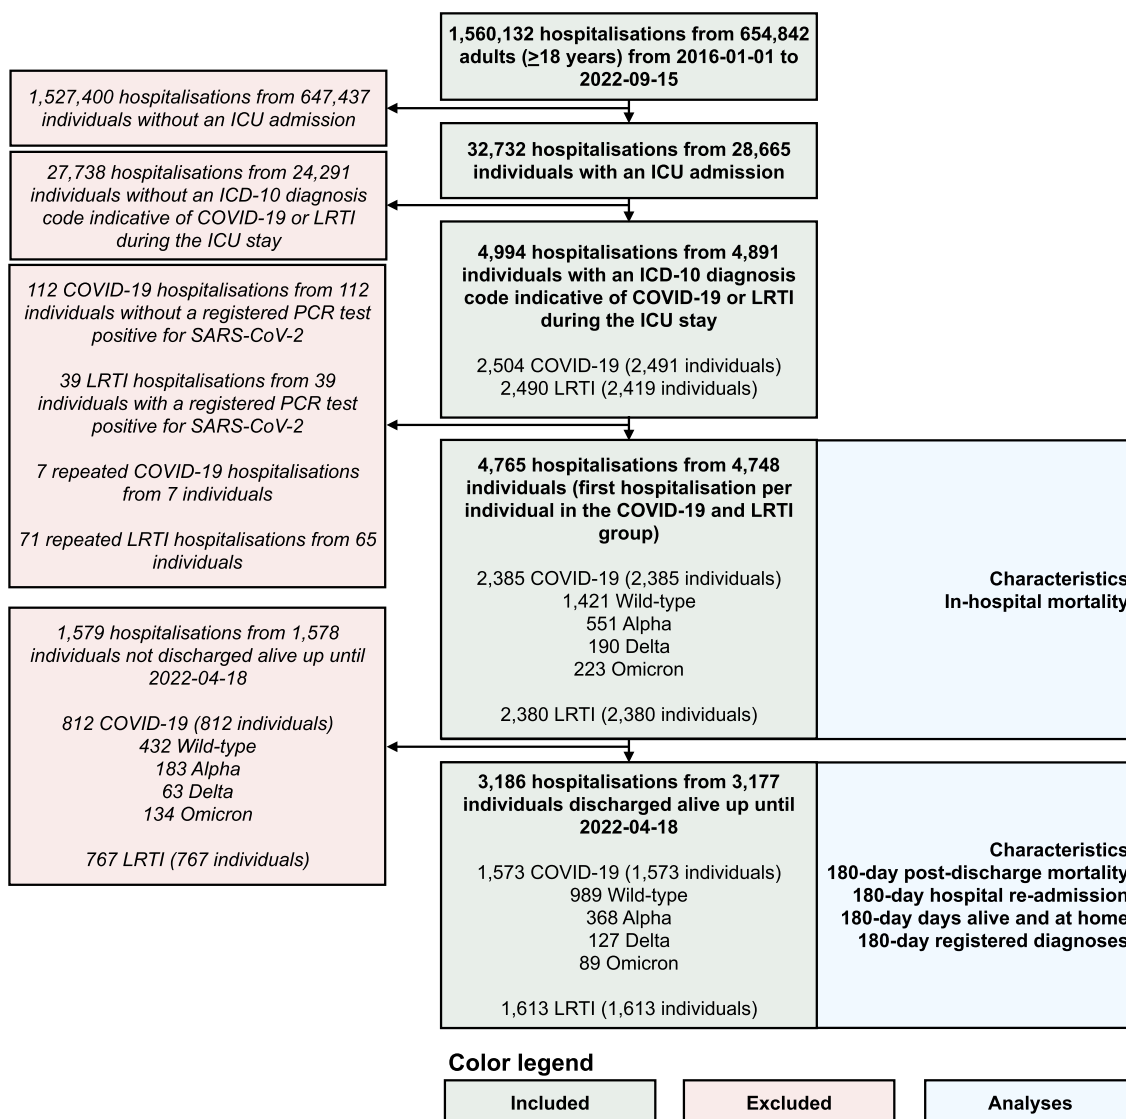 1,560,132 hospitalisations from 654,842
adults (≥18 years) from 2016-01-01 to
2022-09-15
1,527,400 hospitalisations from 647,437
individuals without an ICU admission
32,732 hospitalisations from 28,665
individuals with an ICU admission
27,738 hospitalisations from 24,291
individuals without an ICD-10 diagnosis
code indicative of COVID-19 or LRTI
during the ICU stay
4,994 hospitalisations from 4,891
individuals with an ICD-10 diagnosis
code indicative of COVID-19 or LRTI
during the ICU stay
2,504 COVID-19 (2,491 individuals)
2,490 LRTI (2,419 individuals)
112 COVID-19 hospitalisations from 112
individuals without a registered PCR test
positive for SARS-CoV-2
39 LRTI hospitalisations from 39
individuals with a registered PCR test
positive for SARS-CoV-2
7 repeated COVID-19 hospitalisations
from 7 individuals
71 repeated LRTI hospitalisations from 65
individuals
4,765 hospitalisations from 4,748
individuals (first hospitalisation per
individual in the COVID-19 and LRTI
group)
2,385 COVID-19 (2,385 individuals)
1,421 Wild-type
551 Alpha
190 Delta
223 Omicron
2,380 LRTI (2,380 individuals)
Characteristics
In-hospital mortality
1,579 hospitalisations from 1,578
individuals not discharged alive up until
2022-04-18
812 COVID-19 (812 individuals)
432 Wild-type
183 Alpha
63 Delta
134 Omicron
767 LRTI (767 individuals)
3,186 hospitalisations from 3,177
individuals discharged alive up until
2022-04-18
1,573 COVID-19 (1,573 individuals)
989 Wild-type
368 Alpha
127 Delta
89 Omicron
1,613 LRTI (1,613 individuals)
Characteristics
180-day post-discharge mortality
180-day hospital re-admission
180-day days alive and at home
180-day registered diagnoses
Color legend
Included
Excluded
Analyses